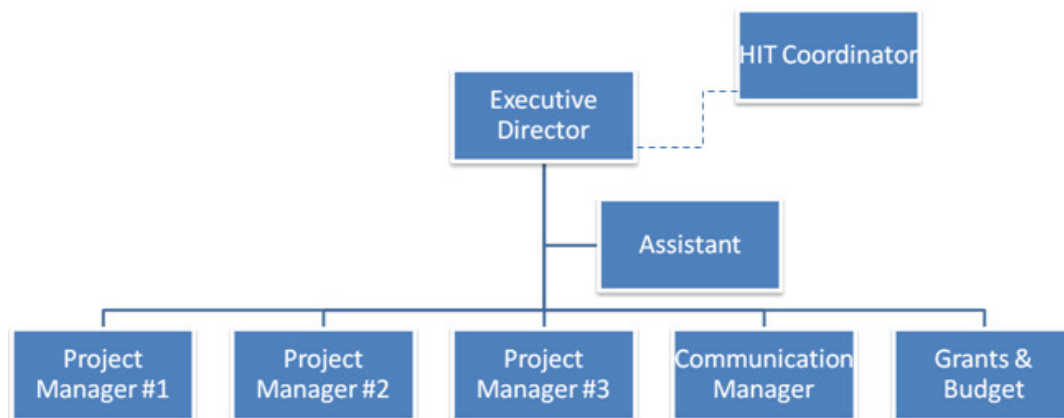 HIT Coordinator
Executive
Director
Assistant
Project
Manager #1
Project
Manager #2
Project
Manager #3
Communication
Manager
Grants &
Budget